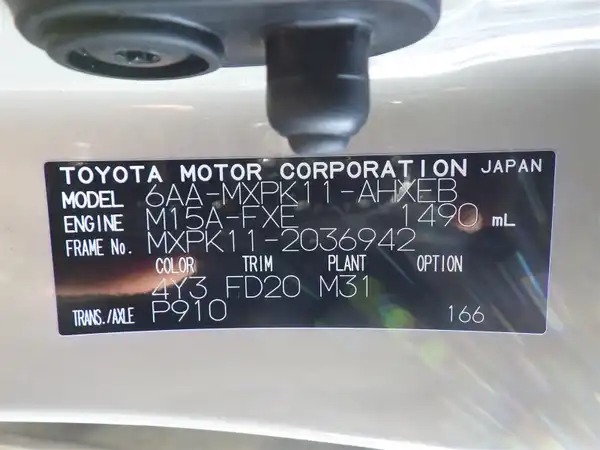 TOYOTA MOTOR CORPORATION JAPAN
MODEL 6AA-MXPK11-AHXEB
ENGINE M15A-FXE 1490 mL
FRAME No. MXPK11-2036942
COLOR TRIM PLANT OPTION
4Y3 FD20 M31
TRANS./AXLE P910 166